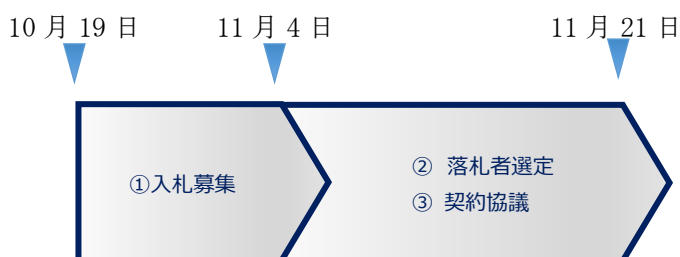 10 月 19 日 11 月 4 日 11 月 21 日
①入札募集
② 落札者選定
③ 契約協議